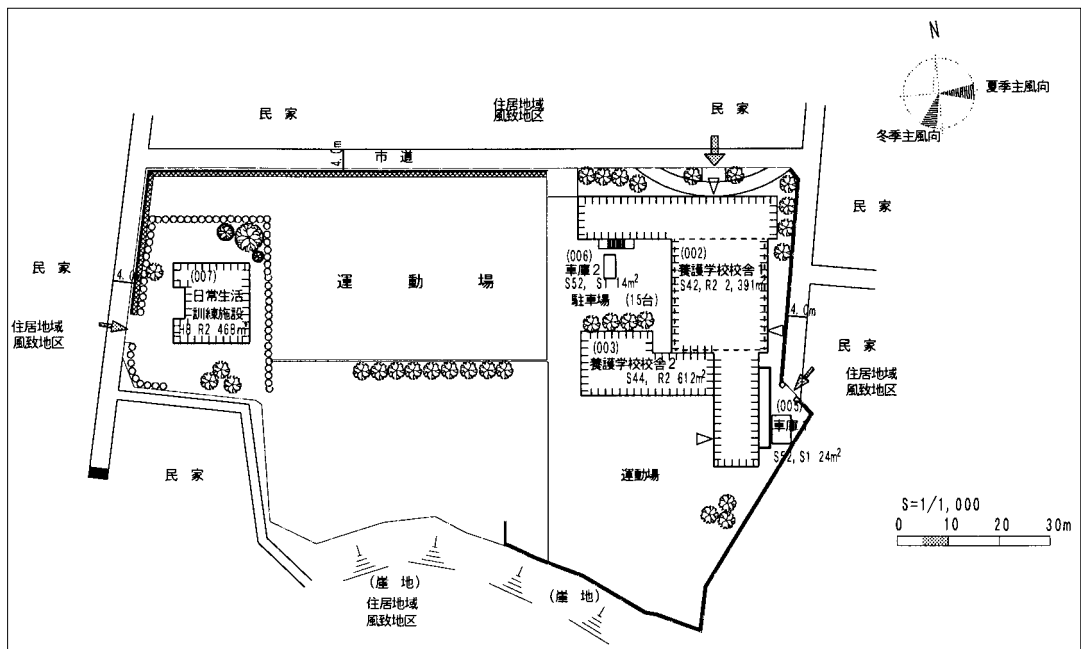 N
夏季主風向
冬季主風向
民 家
住居地域
風致地区
民 家
4.0m
市 道
民 家
(007)
日常生活
訓練施設
H8 R2 468m²
運 動 場
(006)
車庫2
S52, S1 14m²
駐車場 (15台)
(002)
養護学校校舎1
S42, R2 2,391m²
民 家
住居地域
風致地区
4.0m
民 家
住居地域
風致地区
(003)
養護学校校舎2
S44, R2 612m²
(005)
車庫
S52, S1 24m²
民 家
運動場
S=1/1,000
0 10 20 30m
(崖 地)
(崖 地)
住居地域
風致地区